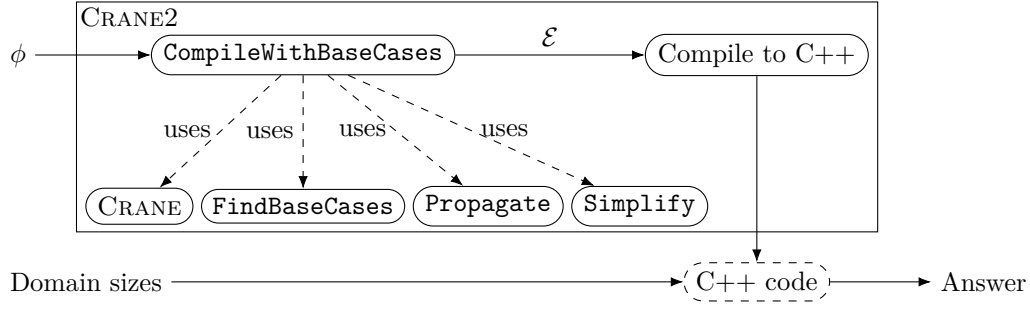 CRANE2
ϕ
CompileWithBaseCases
ℰ
Compile to C++
uses
uses
uses
uses
CRANE
FindBaseCases
Propagate
Simplify
Domain sizes
C++ code
Answer